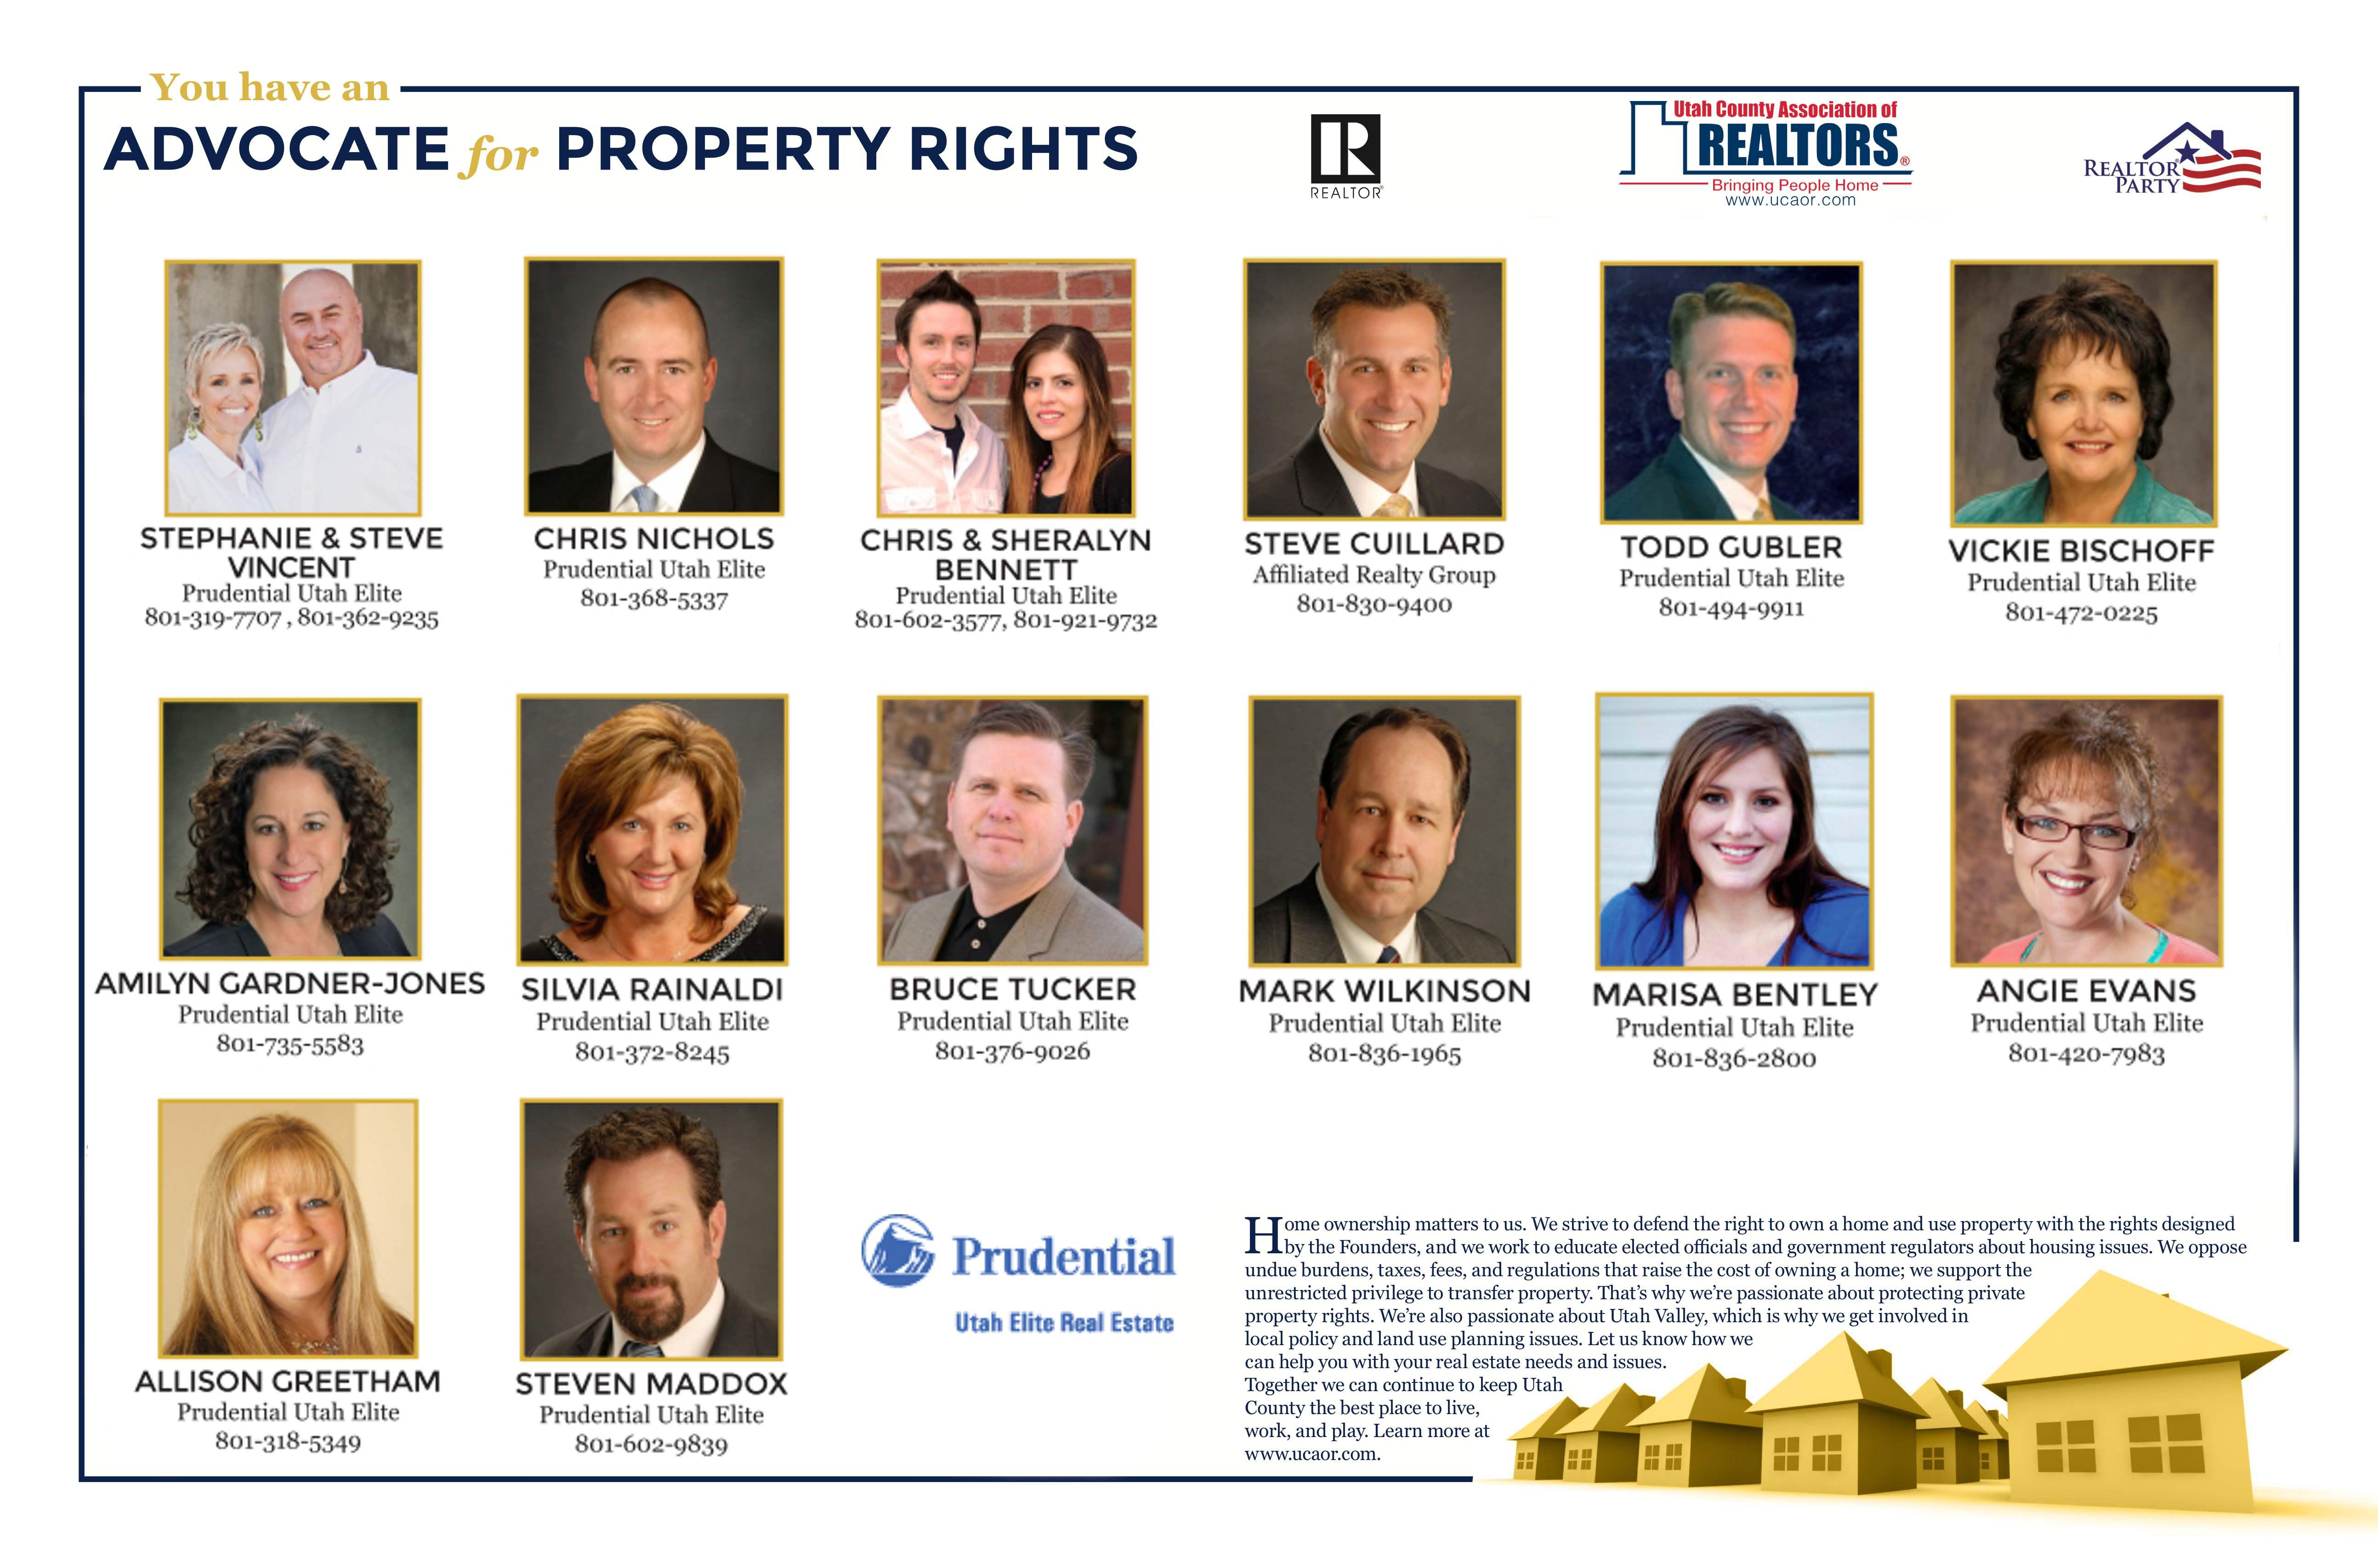 You have an
ADVOCATE for PROPERTY RIGHTS
REALTOR®
Utah County Association of
REALTORS®
Bringing People Home
www.ucaor.com
REALTOR®
PARTY
STEPHANIE & STEVE
VINCENT
Prudential Utah Elite
801-319-7707 , 801-362-9235
CHRIS NICHOLS
Prudential Utah Elite
801-368-5337
CHRIS & SHERALYN
BENNETT
Prudential Utah Elite
801-602-3577, 801-921-9732
STEVE CUILLARD
Affiliated Realty Group
801-830-9400
TODD GUBLER
Prudential Utah Elite
801-494-9911
VICKIE BISCHOFF
Prudential Utah Elite
801-472-0225
AMILYN GARDNER-JONES
Prudential Utah Elite
801-735-5583
SILVIA RAINALDI
Prudential Utah Elite
801-372-8245
BRUCE TUCKER
Prudential Utah Elite
801-376-9026
MARK WILKINSON
Prudential Utah Elite
801-836-1965
MARISA BENTLEY
Prudential Utah Elite
801-836-2800
ANGIE EVANS
Prudential Utah Elite
801-420-7983
ALLISON GREETHAM
Prudential Utah Elite
801-318-5349
STEVEN MADDOX
Prudential Utah Elite
801-602-9839
Prudential
Utah Elite Real Estate
Home ownership matters to us. We strive to defend the right to own a home and use property with the rights designed
by the Founders, and we work to educate elected officials and government regulators about housing issues. We oppose
undue burdens, taxes, fees, and regulations that raise the cost of owning a home; we support the
unrestricted privilege to transfer property. That's why we're passionate about protecting private
property rights. We're also passionate about Utah Valley, which is why we get involved in
local policy and land use planning issues. Let us know how we
can help you with your real estate needs and issues.
Together we can continue to keep Utah
County the best place to live,
work, and play. Learn more at
www.ucaor.com.